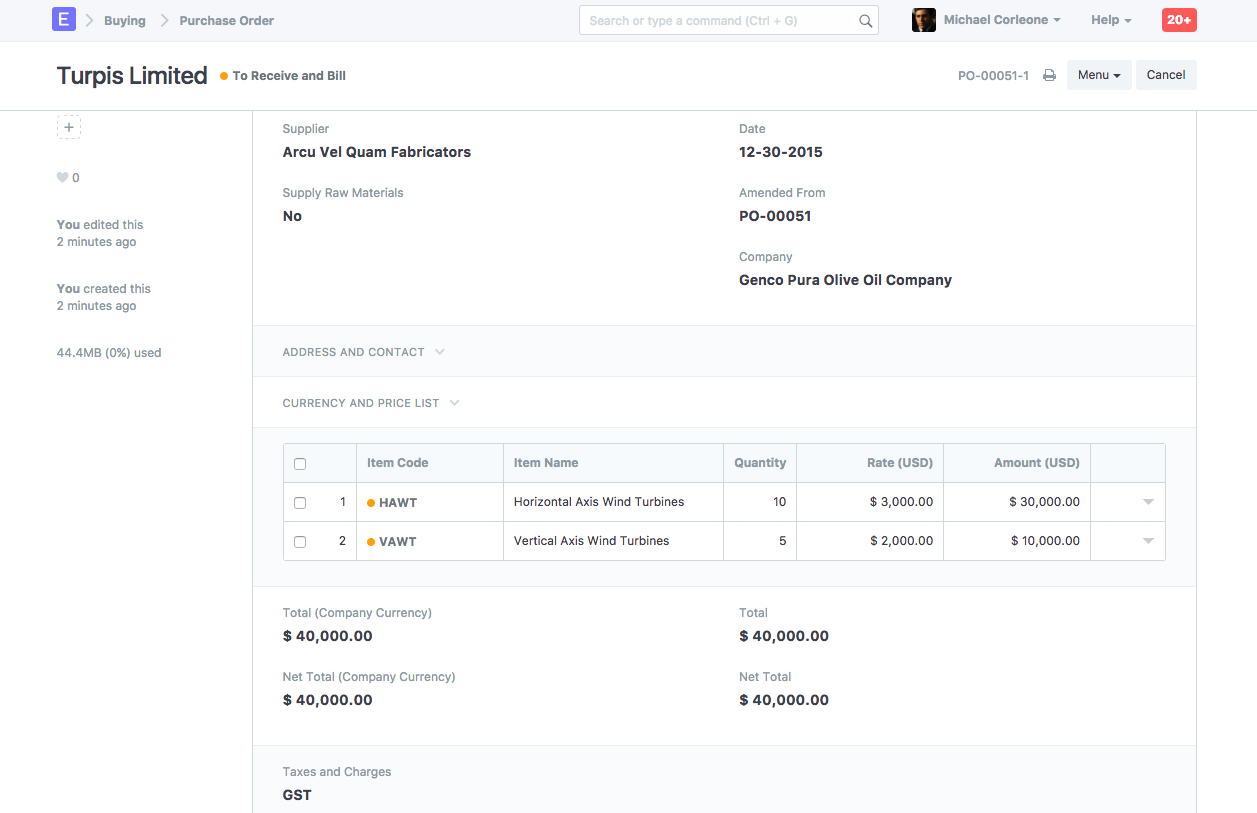 E Buying Purchase Order Search or type a command (Ctrl + G) Michael Corleone Help 20+
Turpis Limited To Receive and Bill PO-00051-1 Menu Cancel
+
0
You edited this
2 minutes ago
You created this
2 minutes ago
44.4MB (0%) used
Supplier
Arcu Vel Quam Fabricators
Supply Raw Materials
No
Date
12-30-2015
Amended From
PO-00051
Company
Genco Pura Olive Oil Company
ADDRESS AND CONTACT
CURRENCY AND PRICE LIST
Item Code Item Name Quantity Rate (USD) Amount (USD)
1 HAWT Horizontal Axis Wind Turbines 10 $ 3,000.00 $ 30,000.00
2 VAWT Vertical Axis Wind Turbines 5 $ 2,000.00 $ 10,000.00
Total (Company Currency)
$ 40,000.00
Net Total (Company Currency)
$ 40,000.00
Total
$ 40,000.00
Net Total
$ 40,000.00
Taxes and Charges
GST